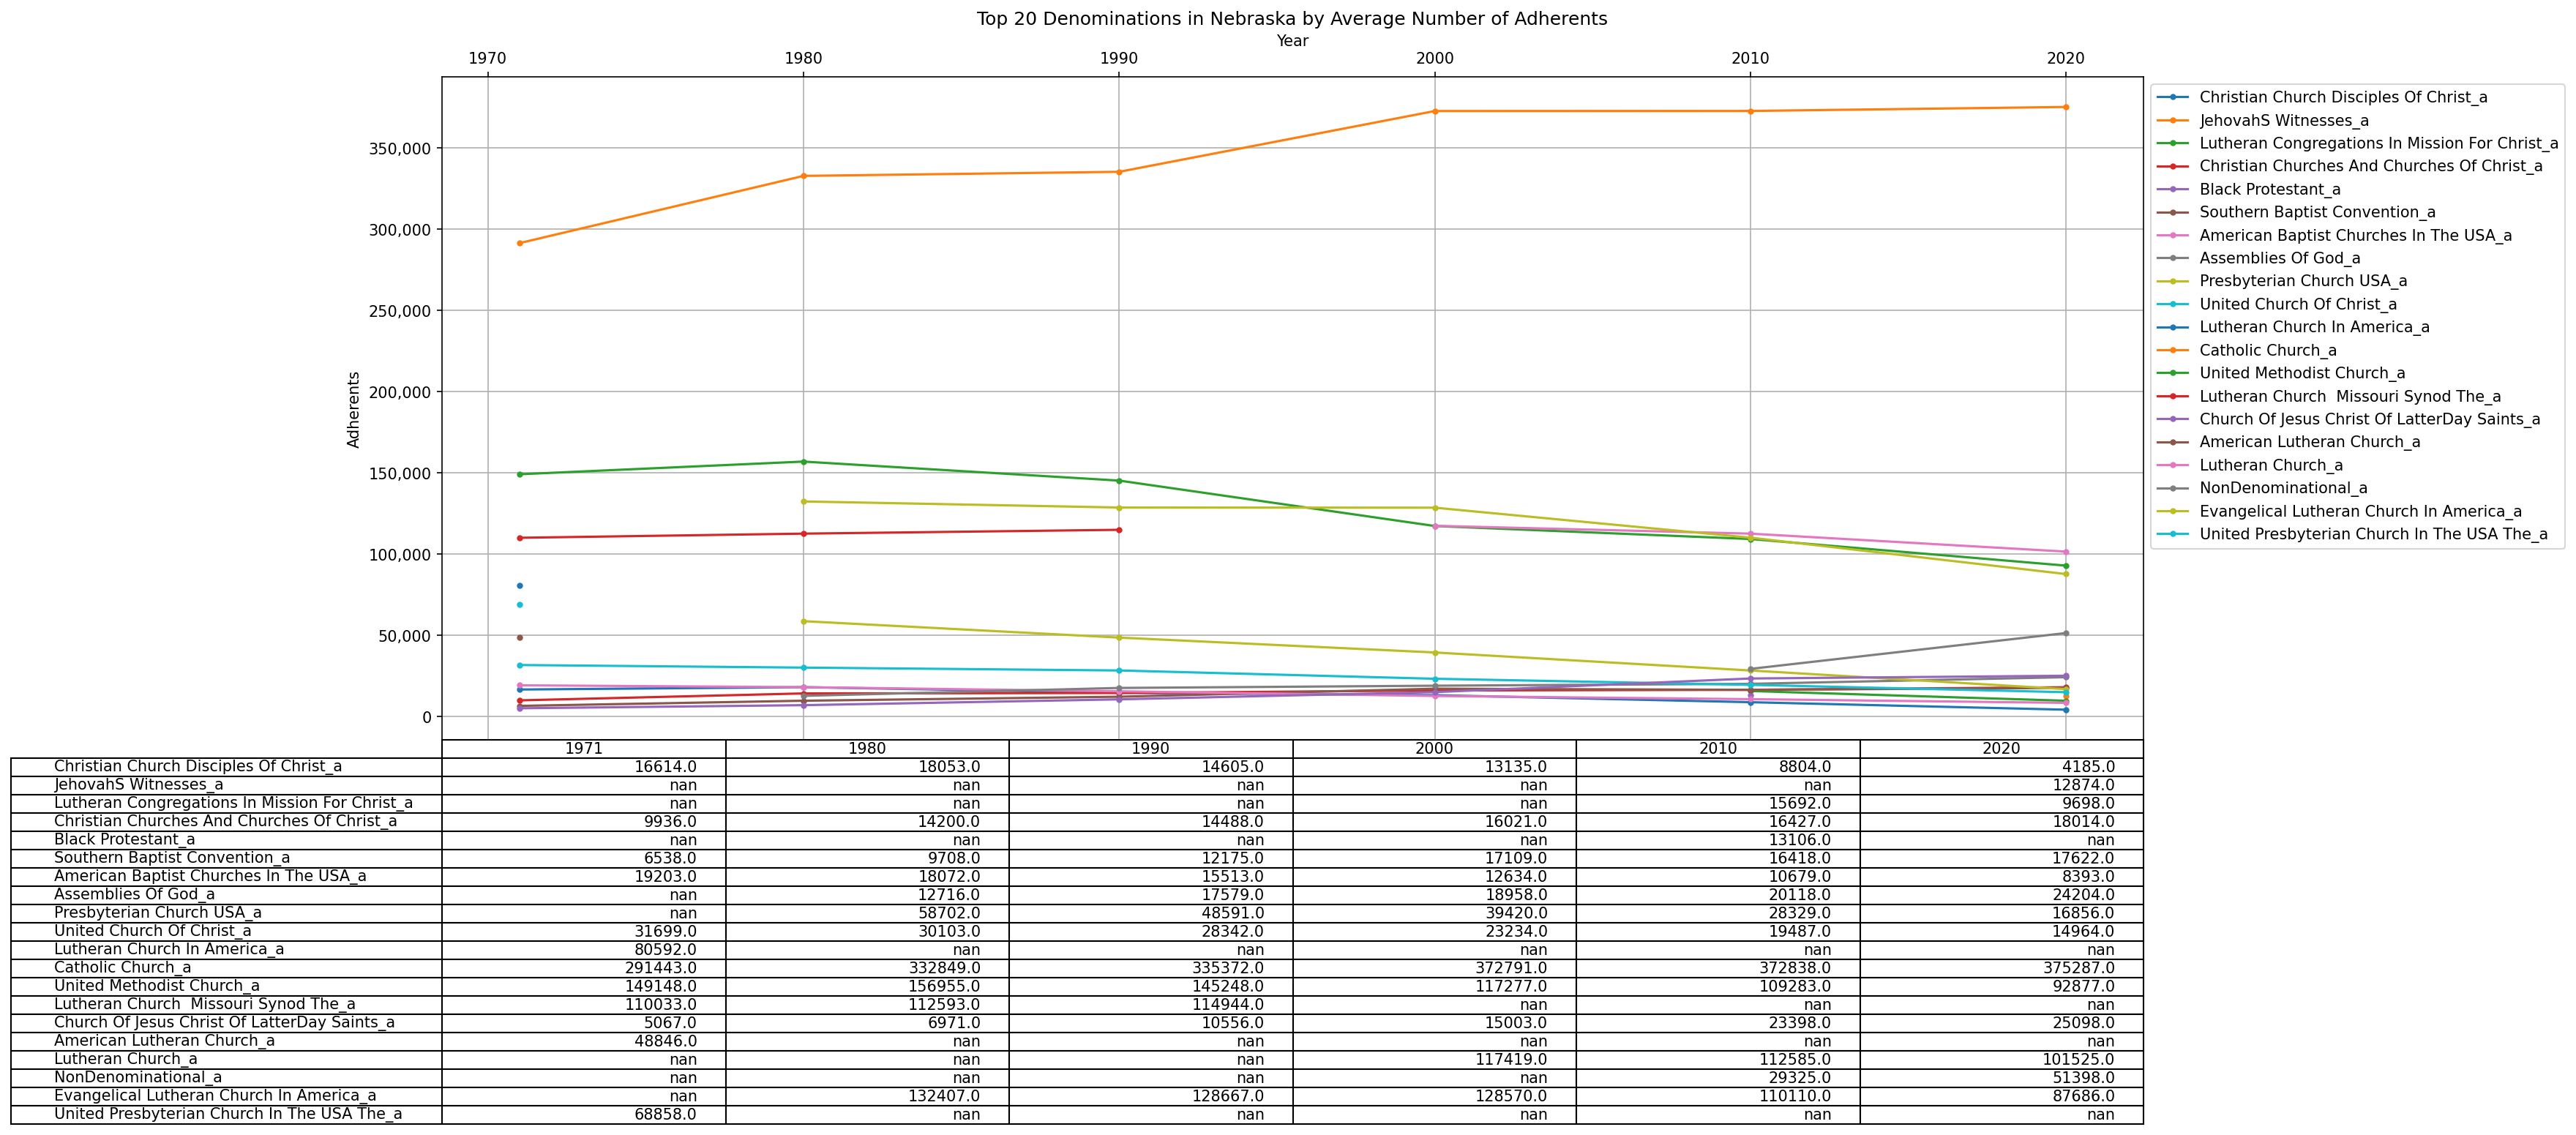 Top 20 Denominations in Nebraska by Average Number of Adherents
Year
1970 1980 1990 2000 2010 2020
350,000
300,000
250,000
200,000
150,000
100,000
50,000
0
Adherents
Christian Church Disciples Of Christ_a
JehovahS Witnesses_a
Lutheran Congregations In Mission For Christ_a
Christian Churches And Churches Of Christ_a
Black Protestant_a
Southern Baptist Convention_a
American Baptist Churches In The USA_a
Assemblies Of God_a
Presbyterian Church USA_a
United Church Of Christ_a
Lutheran Church In America_a
Catholic Church_a
United Methodist Church_a
Lutheran Church  Missouri Synod The_a
Church Of Jesus Christ Of LatterDay Saints_a
American Lutheran Church_a
Lutheran Church_a
NonDenominational_a
Evangelical Lutheran Church In America_a
United Presbyterian Church In The USA The_a
1971 1980 1990 2000 2010 2020
Christian Church Disciples Of Christ_a 16614.0 18053.0 14605.0 13135.0 8804.0 4185.0
JehovahS Witnesses_a nan nan nan nan nan 12874.0
Lutheran Congregations In Mission For Christ_a nan nan nan nan 15692.0 9698.0
Christian Churches And Churches Of Christ_a 9936.0 14200.0 14488.0 16021.0 16427.0 18014.0
Black Protestant_a nan nan nan nan 13106.0 nan
Southern Baptist Convention_a 6538.0 9708.0 12175.0 17109.0 16418.0 17622.0
American Baptist Churches In The USA_a 19203.0 18072.0 15513.0 12634.0 10679.0 8393.0
Assemblies Of God_a nan 12716.0 17579.0 18958.0 20118.0 24204.0
Presbyterian Church USA_a nan 58702.0 48591.0 39420.0 28329.0 16856.0
United Church Of Christ_a 31699.0 30103.0 28342.0 23234.0 19487.0 14964.0
Lutheran Church In America_a 80592.0 nan nan nan nan nan
Catholic Church_a 291443.0 332849.0 335372.0 372791.0 372838.0 375287.0
United Methodist Church_a 149148.0 156955.0 145248.0 117277.0 109283.0 92877.0
Lutheran Church  Missouri Synod The_a 110033.0 112593.0 114944.0 nan nan nan
Church Of Jesus Christ Of LatterDay Saints_a 5067.0 6971.0 10556.0 15003.0 23398.0 25098.0
American Lutheran Church_a 48846.0 nan nan nan nan nan
Lutheran Church_a nan nan nan 117419.0 112585.0 101525.0
NonDenominational_a nan nan nan nan 29325.0 51398.0
Evangelical Lutheran Church In America_a nan 132407.0 128667.0 128570.0 110110.0 87686.0
United Presbyterian Church In The USA The_a 68858.0 nan nan nan nan nan